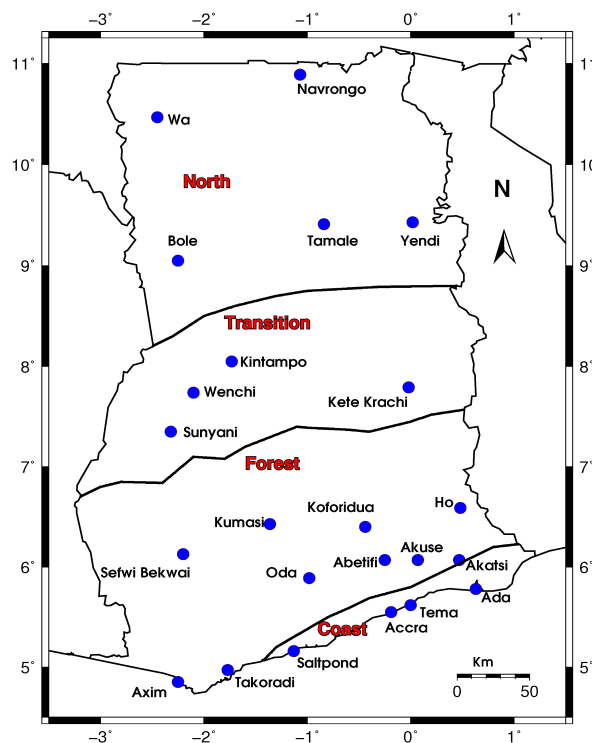 −3° −2° −1° 0° 1°
11° 11°
Navrongo
Wa
10° 10°
North
N
Bole
Tamale
Yendi
9° 9°
Transition
8° 8°
Kintampo
Wenchi
Kete Krachi
Sunyani
7° 7°
Forest
Ho
Koforidua
Kumasi
Akuse
Abetifi
Akatsi
6° 6°
Sefwi Bekwai
Oda
Ada
Tema
Coast
Accra
Saltpond
5° 5°
Km
Takoradi
Axim
0 50
−3° −2° −1° 0° 1°